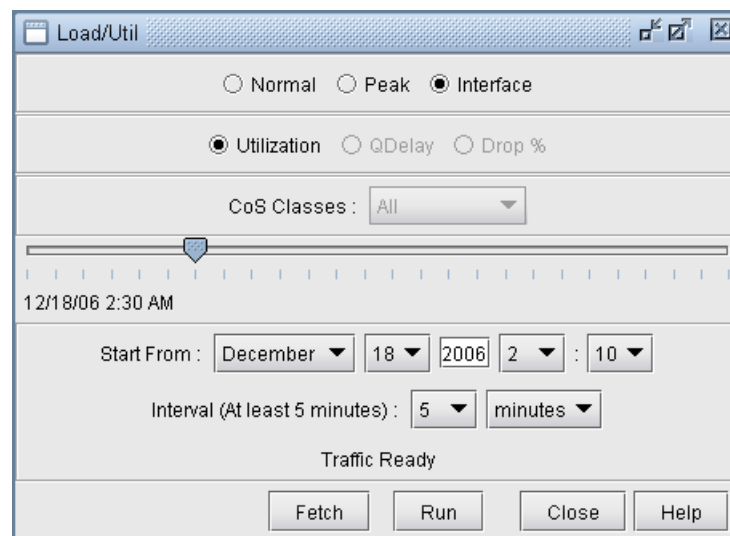 Load/Util
Normal Peak Interface
Utilization QDelay Drop %
CoS Classes : All
12/18/06 2:30 AM
Start From : December 18 2006 2 : 10
Interval (At least 5 minutes) : 5 minutes
Traffic Ready
Fetch Run Close Help